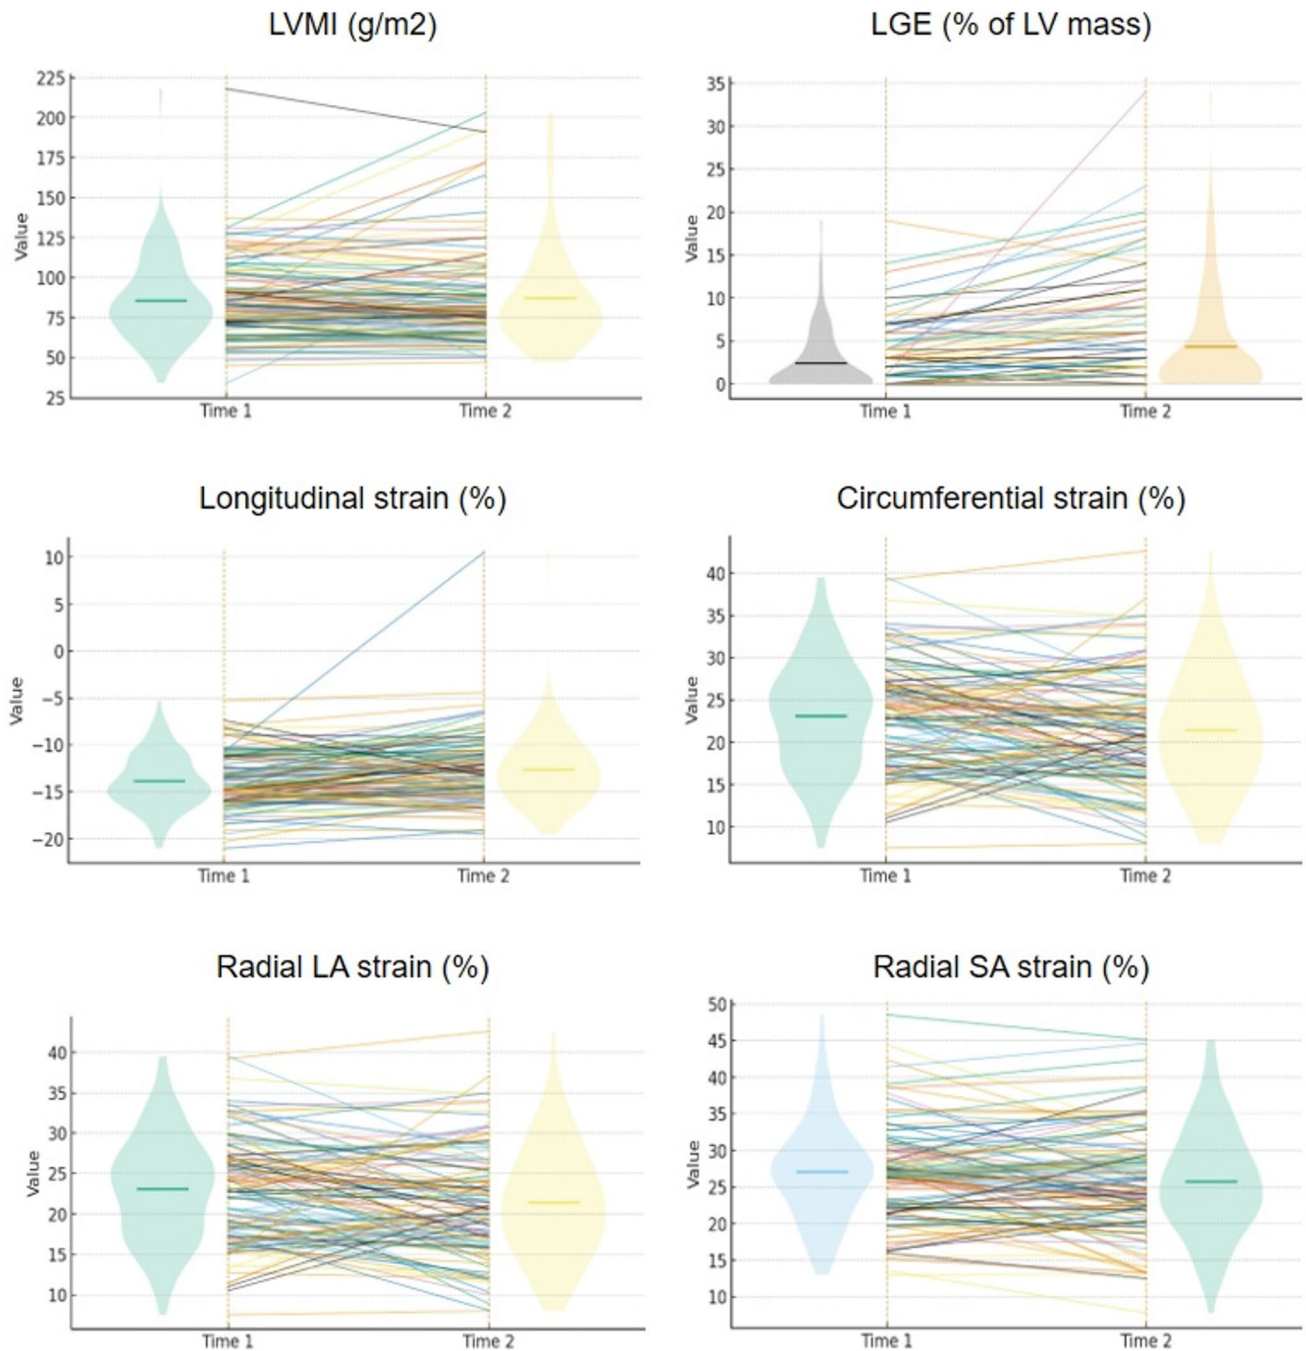 LVMI (g/m2)
LGE (% of LV mass)
225
200
175
150
125
100
75
50
25
Value
Time 1
Time 2
35
30
25
20
15
10
5
0
Value
Time 1
Time 2
Longitudinal strain (%)
Circumferential strain (%)
10
5
0
−5
−10
−15
−20
Value
Time 1
Time 2
40
35
30
25
20
15
10
Value
Time 1
Time 2
Radial LA strain (%)
Radial SA strain (%)
40
35
30
25
20
15
10
Value
Time 1
Time 2
50
45
40
35
30
25
20
15
10
Value
Time 1
Time 2